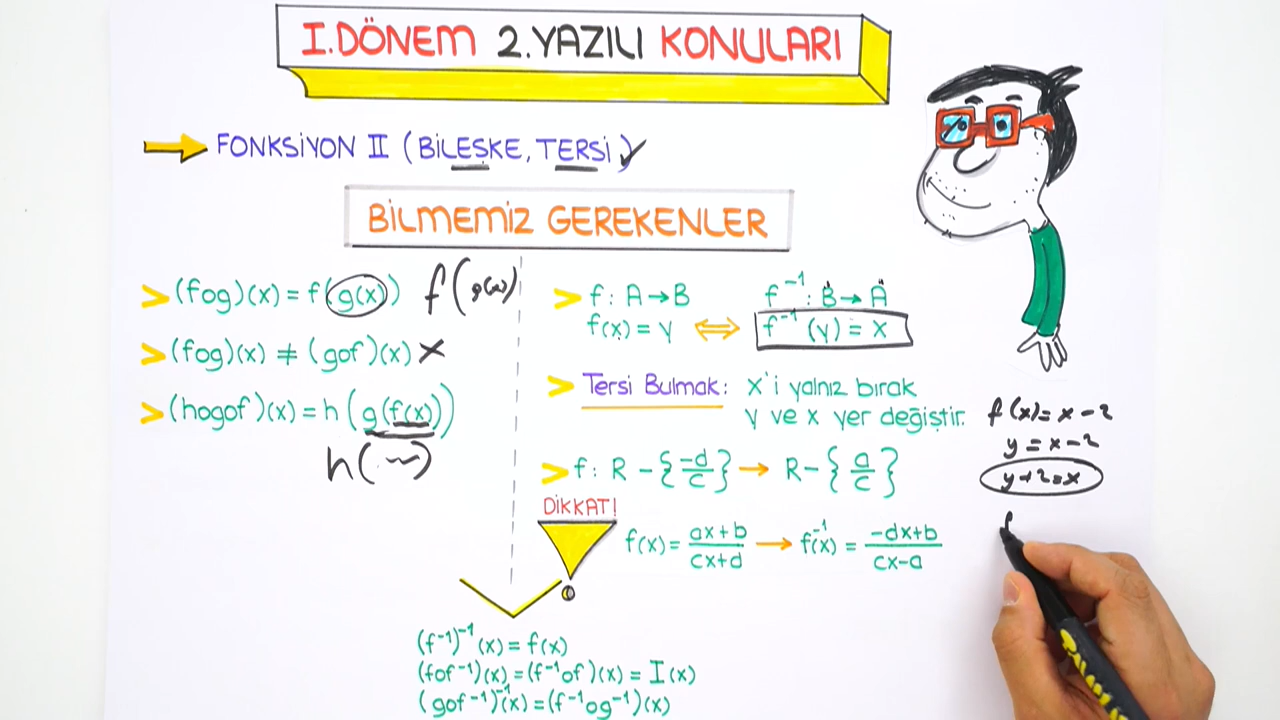 I.DÖNEM 2.YAZILI KONULARI
FONKSİYON II (BİLEŞKE, TERSİ)
BİLMEMİZ GEREKENLER
(fog)(x) = f(g(x)) f(g(x))
(fog)(x) ≠ (gof)(x)
(hogof)(x) = h(g(f(x)))
h(
f: A→B f⁻¹: B→A
f(x) = y ⟺ f⁻¹(y) = x
Tersi Bulmak: x'i yalnız bırak
y ve x yer değiştir.
f: R - {-d/c} → R - {a/c}
DİKKAT!
f(x) = ax+b/cx+d → f⁻¹(x) = -dx+b/cx-a
f(x) = x-2
y = x-2
y+2=x
f
(f⁻¹)⁻¹(x) = f(x)
(fof⁻¹)(x) = (f⁻¹of)(x) = I(x)
(gof⁻¹)⁻¹(x) = (f⁻¹og⁻¹)(x)